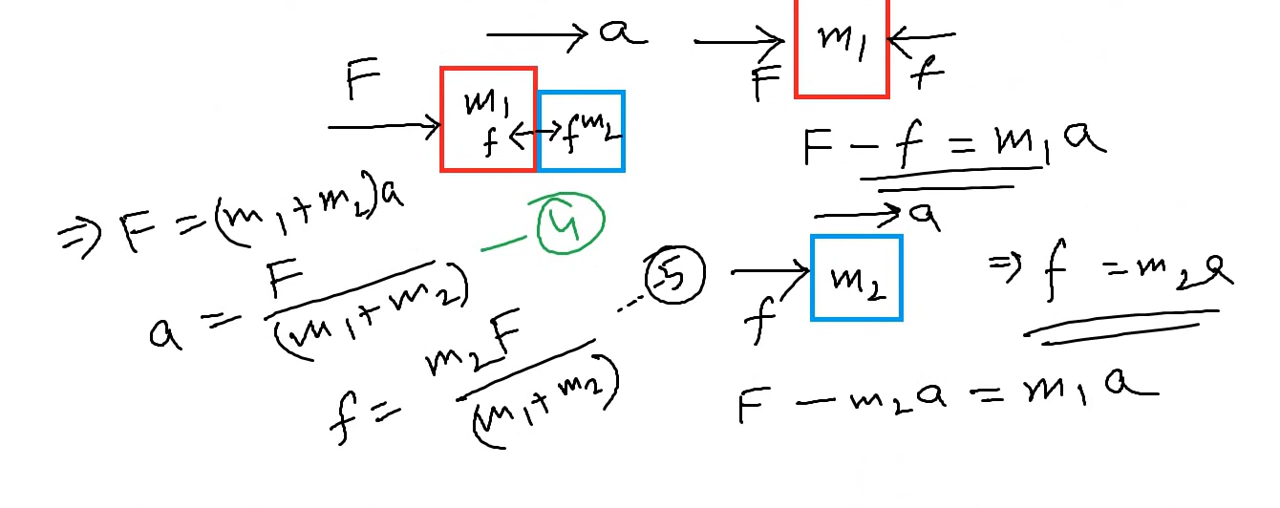 → a
F → m₁ ← f
F
m₁
f ↔ f m₂
F - f = m₁a
⇒ F = (m₁ + m₂)a
→ a
a = F / (m₁ + m₂) — ④
f → m₂
⇒ f = m₂a
f = m₂F / (m₁ + m₂) ... ⑤
F - m₂a = m₁a